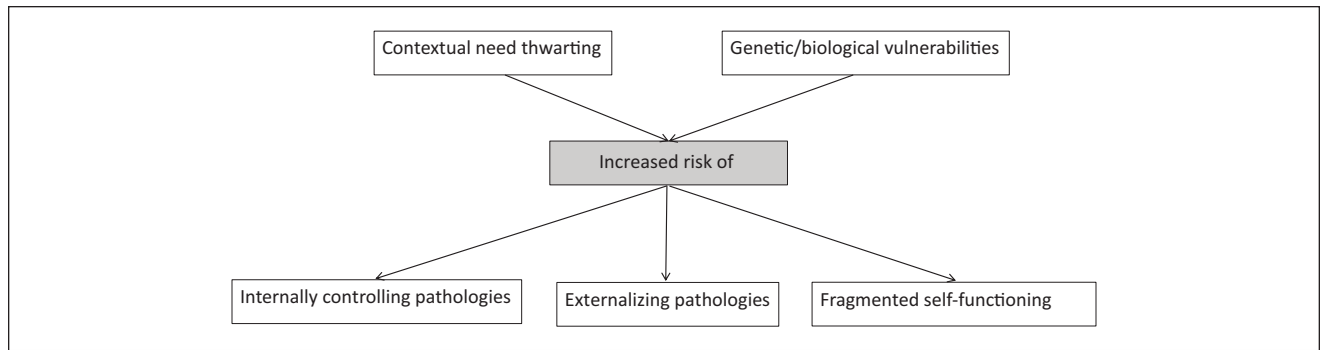 Contextual need thwarting
Genetic/biological vulnerabilities
Increased risk of
Internally controlling pathologies
Externalizing pathologies
Fragmented self-functioning